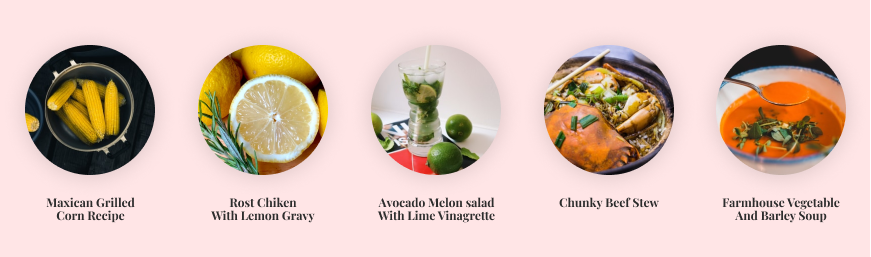 Maxican Grilled
Corn Recipe
Rost Chiken
With Lemon Gravy
Avocado Melon salad
With Lime Vinagrette
Chunky Beef Stew
Farmhouse Vegetable
And Barley Soup